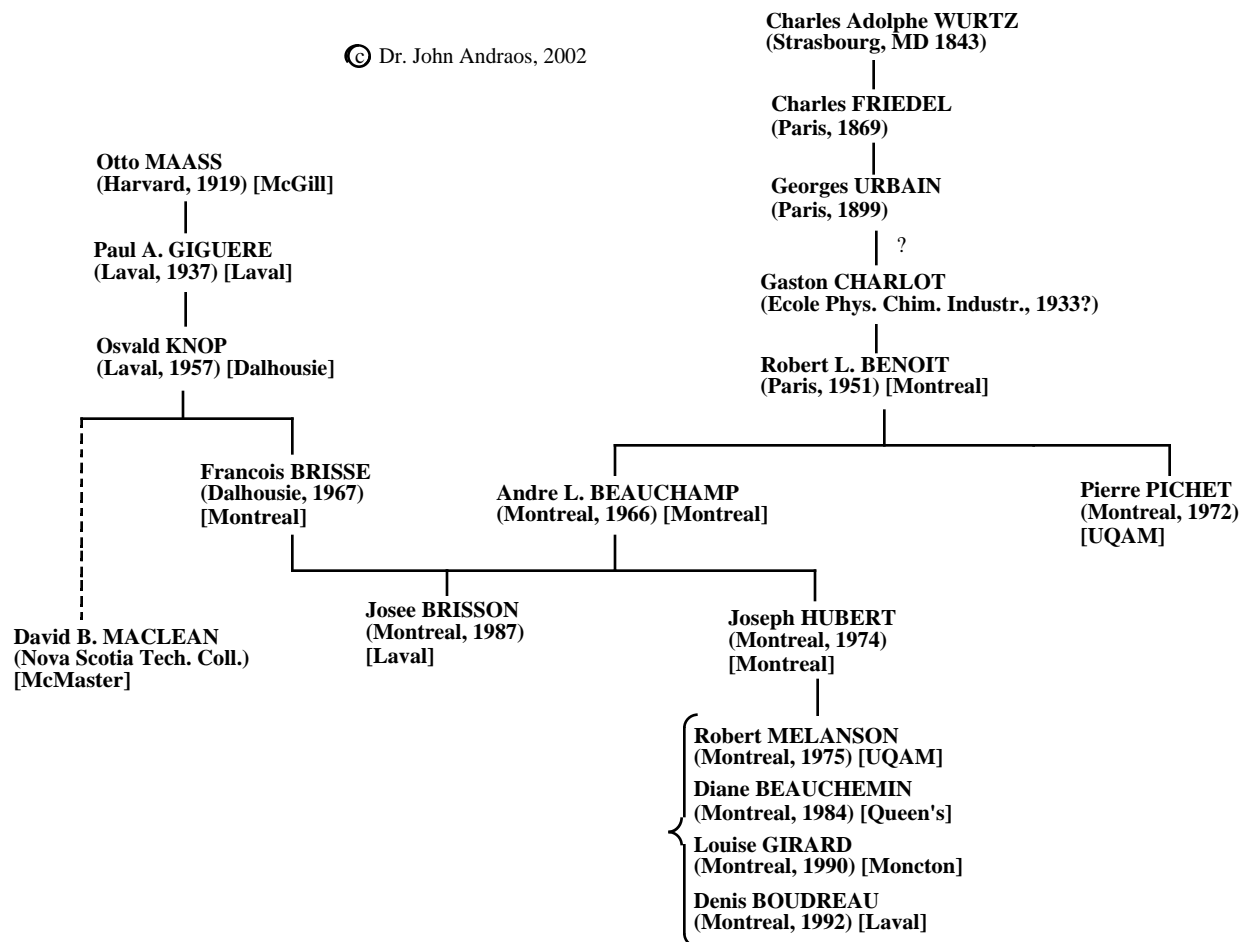 Charles Adolphe WURTZ
(Strasbourg, MD 1843)
© Dr. John Andraos, 2002
Charles FRIEDEL
(Paris, 1869)
Otto MAASS
(Harvard, 1919) [McGill]
Georges URBAIN
(Paris, 1899)
?
Paul A. GIGUERE
(Laval, 1937) [Laval]
Gaston CHARLOT
(Ecole Phys. Chim. Industr., 1933?)
Osvald KNOP
(Laval, 1957) [Dalhousie]
Robert L. BENOIT
(Paris, 1951) [Montreal]
Francois BRISSE
(Dalhousie, 1967)
[Montreal]
Andre L. BEAUCHAMP
(Montreal, 1966) [Montreal]
Pierre PICHET
(Montreal, 1972)
[UQAM]
David B. MACLEAN
(Nova Scotia Tech. Coll.)
[McMaster]
Josee BRISSON
(Montreal, 1987)
[Laval]
Joseph HUBERT
(Montreal, 1974)
[Montreal]
Robert MELANSON
(Montreal, 1975) [UQAM]
Diane BEAUCHEMIN
(Montreal, 1984) [Queen's]
Louise GIRARD
(Montreal, 1990) [Moncton]
Denis BOUDREAU
(Montreal, 1992) [Laval]